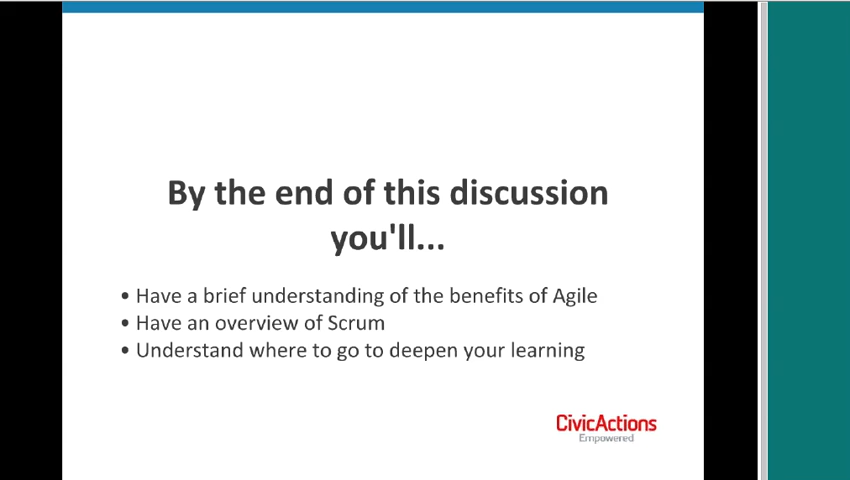 By the end of this discussion
you'll...
• Have a brief understanding of the benefits of Agile
• Have an overview of Scrum
• Understand where to go to deepen your learning
CivicActions
Empowered